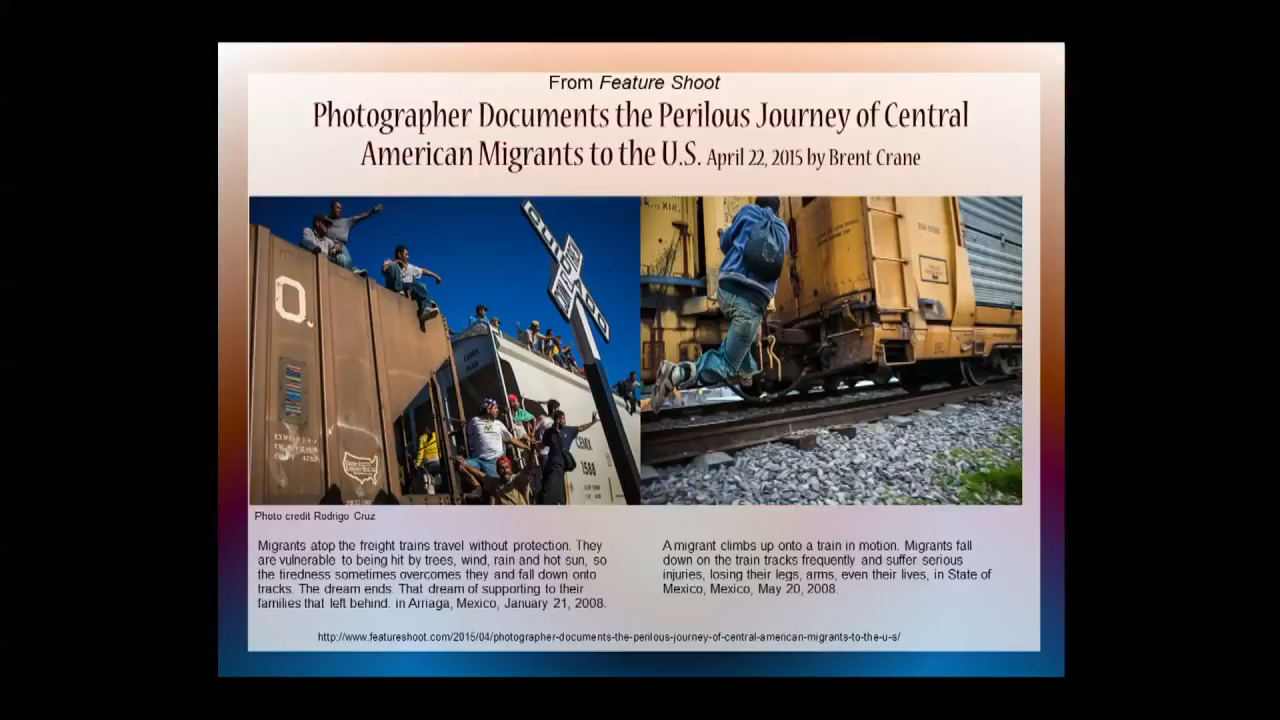 From Feature Shoot
Photographer Documents the Perilous Journey of Central
American Migrants to the U.S. April 22, 2015 by Brent Crane
O.
CEMX
1588
Photo credit Rodrigo Cruz
Migrants atop the freight trains travel without protection. They
are vulnerable to being hit by trees, wind, rain and hot sun, so
the tiredness sometimes overcomes they and fall down onto
tracks. The dream ends. That dream of supporting to their
families that left behind. in Arriaga, Mexico, January 21, 2008.
A migrant climbs up onto a train in motion. Migrants fall
down on the train tracks frequently and suffer serious
injuries, losing their legs, arms, even their lives, in State of
Mexico, Mexico, May 20, 2008.
http://www.featureshoot.com/2015/04/photographer-documents-the-perilous-journey-of-central-american-migrants-to-the-u-s/